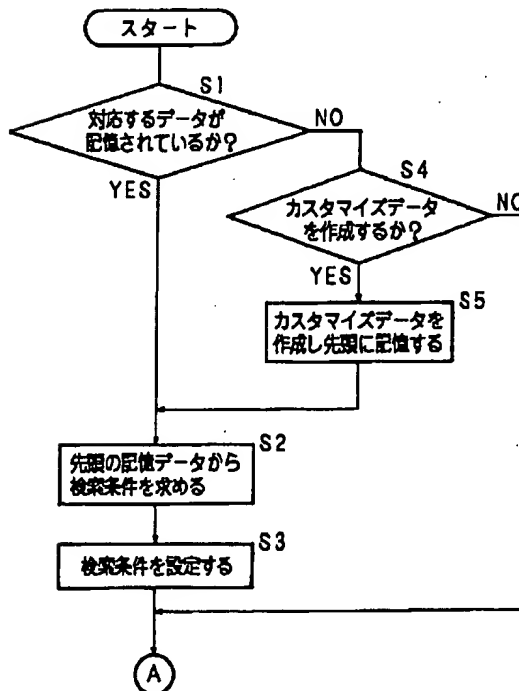 スタート
S1
対応するデータが
記憶されているか?
NO
YES
S4
カスタマイズデータ
を作成するか?
NO
YES
S5
カスタマイズデータを
作成し先頭に記憶する
S2
先頭の記憶データから
検索条件を求める
S3
検索条件を設定する
A